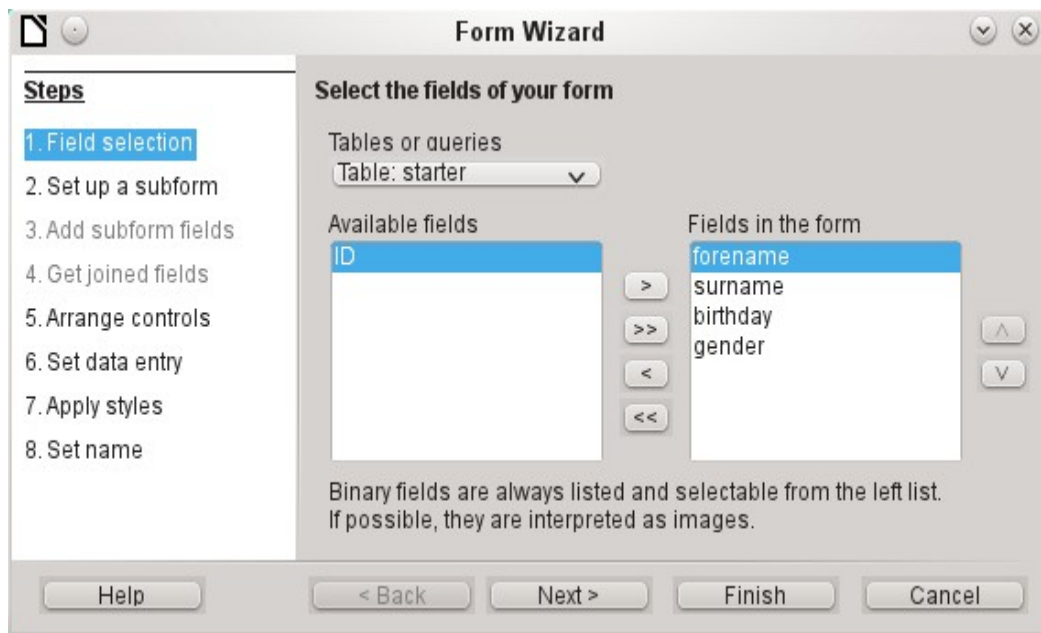 Form Wizard
Steps
1. Field selection
2. Set up a subform
3. Add subform fields
4. Get joined fields
5. Arrange controls
6. Set data entry
7. Apply styles
8. Set name
Select the fields of your form
Tables or queries
Table: starter
Available fields
ID
>
>>
<
<<
Fields in the form
forename
surname
birthday
gender
Binary fields are always listed and selectable from the left list.
If possible, they are interpreted as images.
Help
< Back
Next >
Finish
Cancel